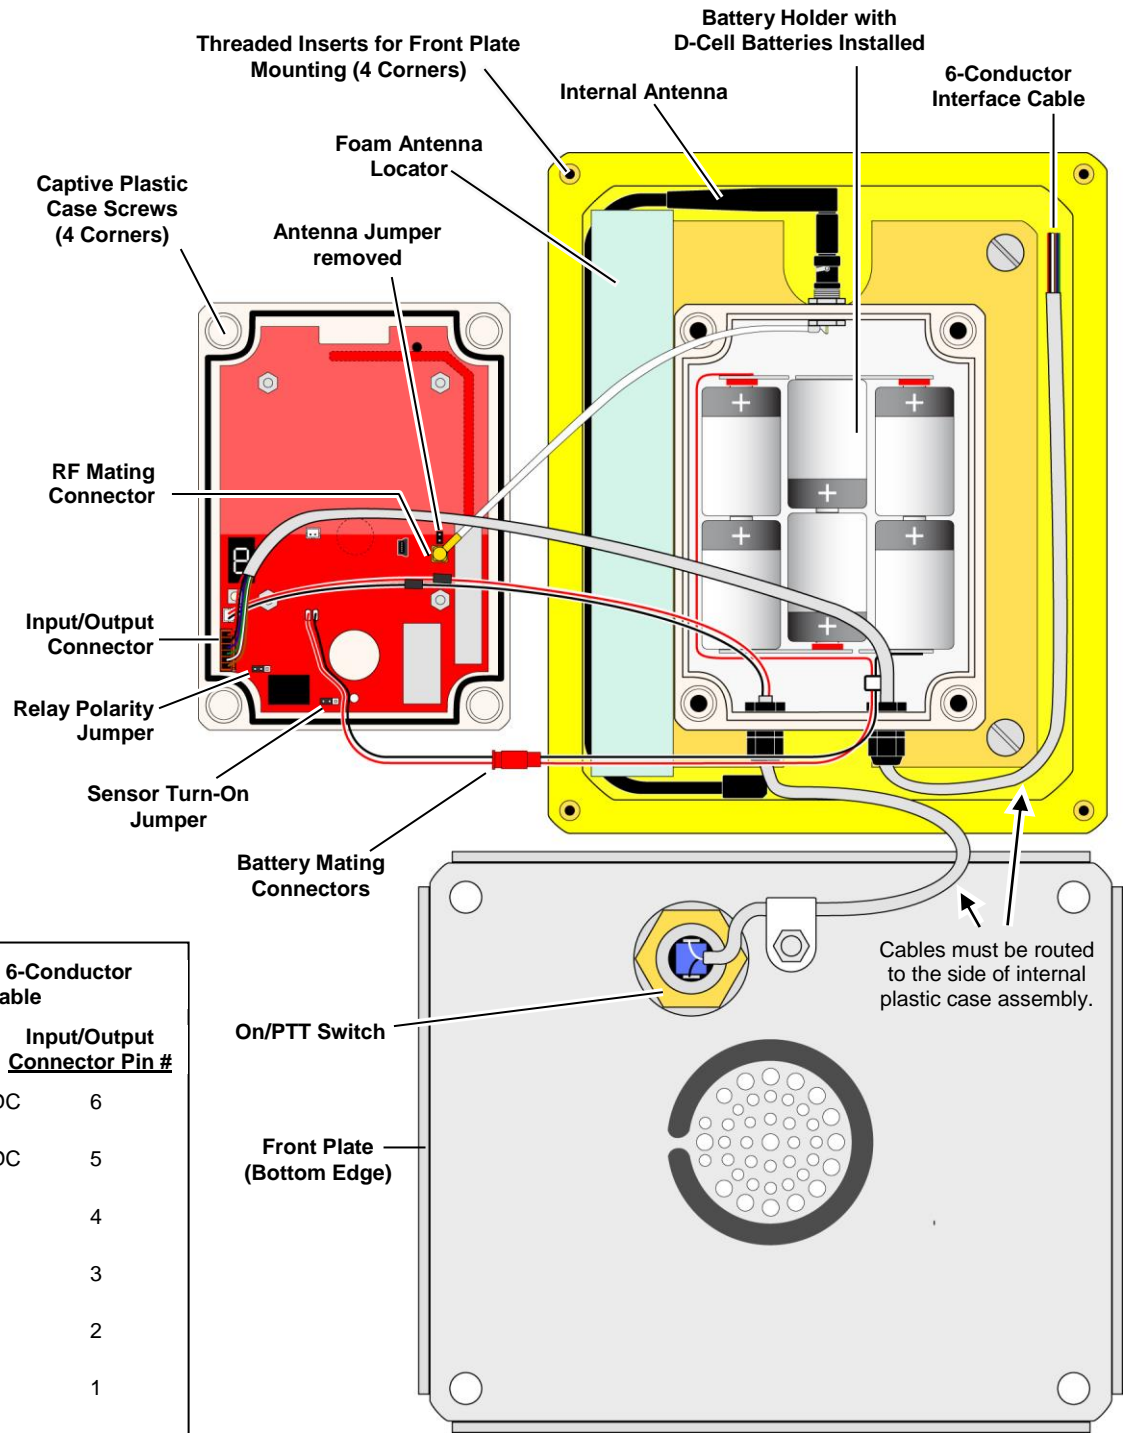 Battery Holder with
D-Cell Batteries Installed
Threaded Inserts for Front Plate
Mounting (4 Corners)
6-Conductor
Interface Cable
Internal Antenna
Foam Antenna
Locator
Captive Plastic
Case Screws
(4 Corners)
Antenna Jumper
removed
RF Mating
Connector
Input/Output
Connector
Relay Polarity
Jumper
Sensor Turn-On
Jumper
Battery Mating
Connectors
Cables must be routed
to the side of internal
plastic case assembly.
On/PTT Switch
Front Plate
(Bottom Edge)
6-Conductor
Input/Output
Connector Pin #
6
5
4
3
2
1